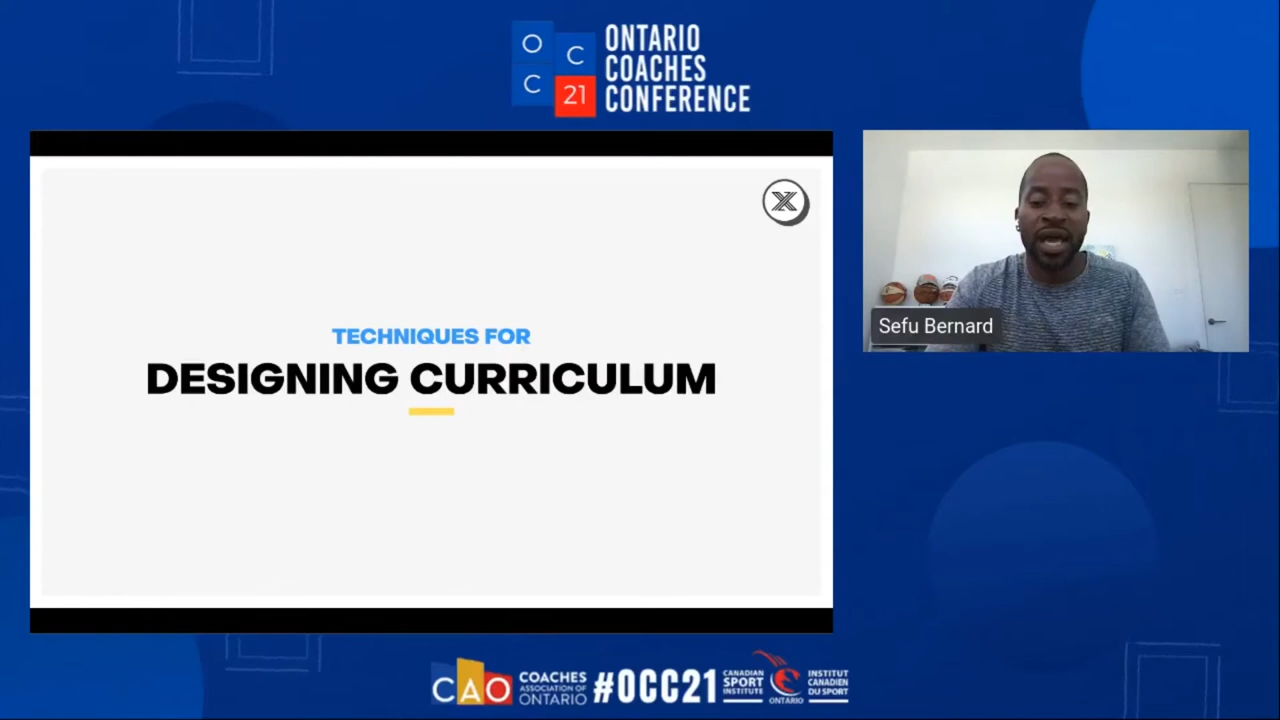 O
C
C
21
ONTARIO
COACHES
CONFERENCE
X
TECHNIQUES FOR
DESIGNING CURRICULUM
Sefu Bernard
CAO
COACHES
ASSOCIATION OF
ONTARIO
#OCC21
CANADIAN
SPORT
INSTITUTE
ONTARIO
INSTITUT
CANADIEN
DU SPORT